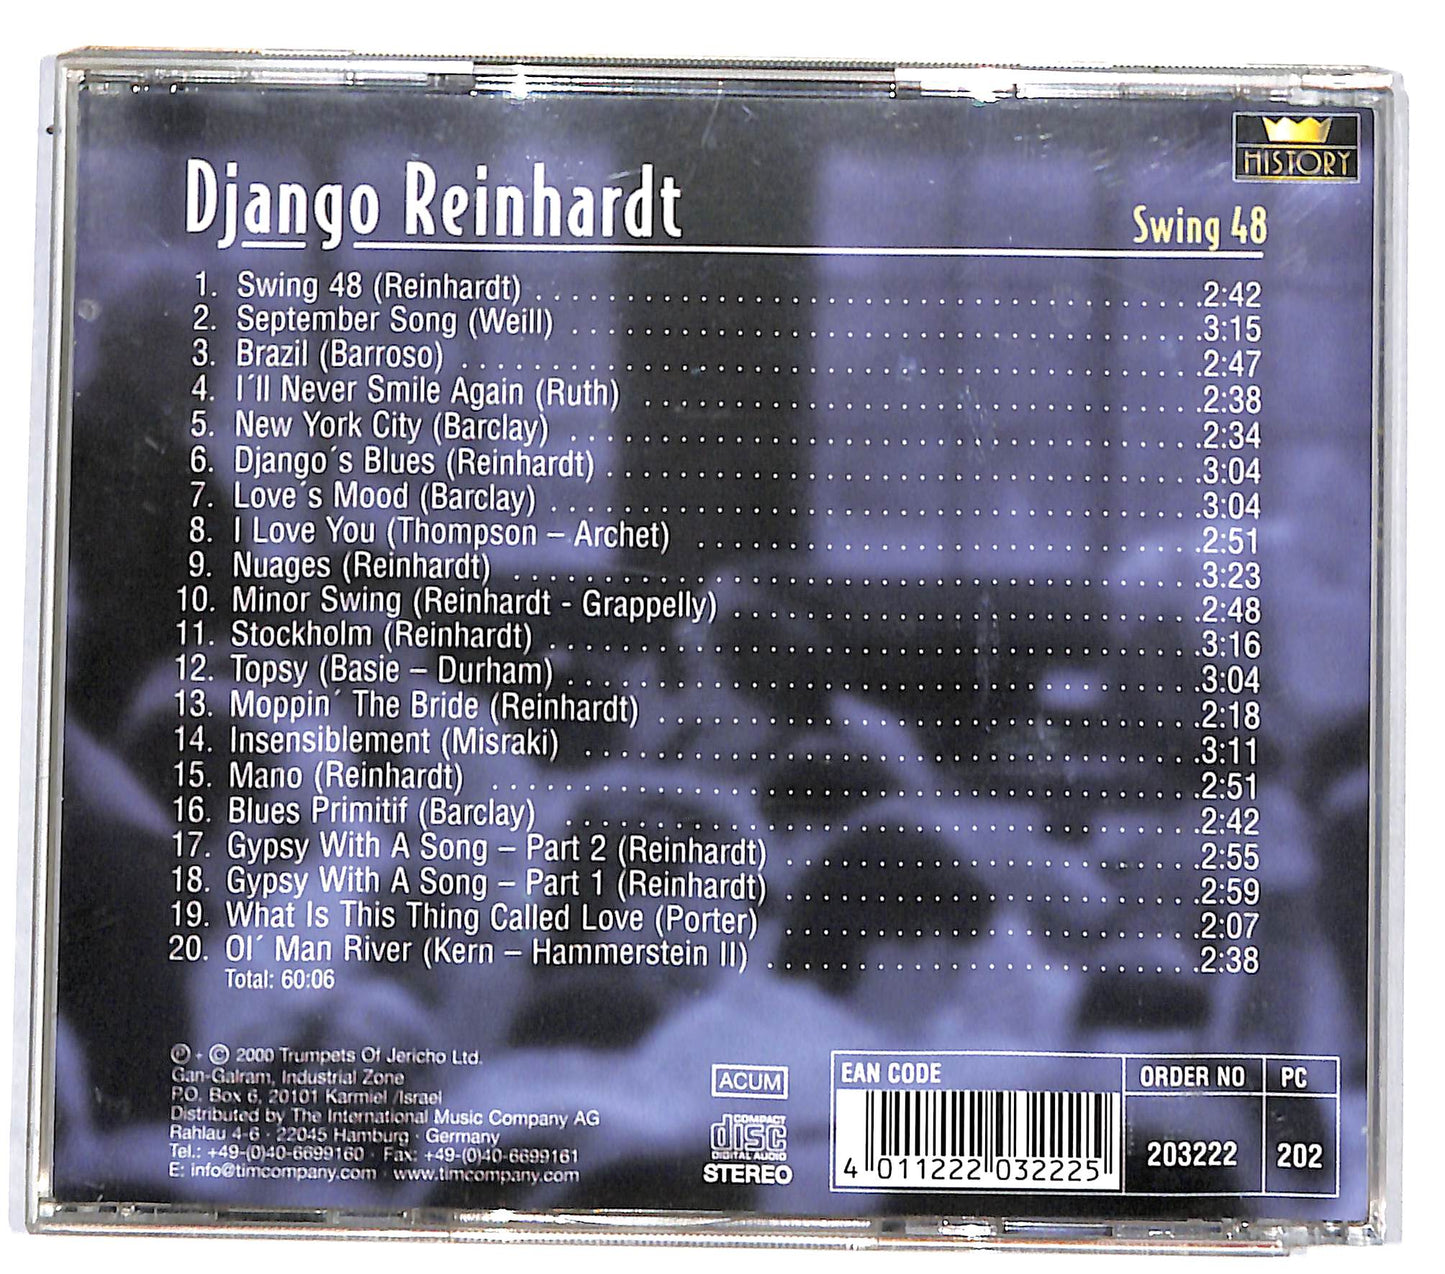 HISTORY
Django Reinhardt
Swing 48
1. Swing 48 (Reinhardt) 2:42
2. September Song (Weill) 3:15
3. Brazil (Barroso) 2:47
4. I´ll Never Smile Again (Ruth) 2:38
5. New York City (Barclay) 2:34
6. Django´s Blues (Reinhardt) 3:04
7. Love´s Mood (Barclay) 3:04
8. I Love You (Thompson – Archet) 2:51
9. Nuages (Reinhardt) 3:23
10. Minor Swing (Reinhardt - Grappelly) 2:48
11. Stockholm (Reinhardt) 3:16
12. Topsy (Basie – Durham) 3:04
13. Moppin´ The Bride (Reinhardt) 2:18
14. Insensiblement (Misraki) 3:11
15. Mano (Reinhardt) 2:51
16. Blues Primitif (Barclay) 2:42
17. Gypsy With A Song – Part 2 (Reinhardt) 2:55
18. Gypsy With A Song – Part 1 (Reinhardt) 2:59
19. What Is This Thing Called Love (Porter) 2:07
20. Ol´ Man River (Kern – Hammerstein II) 2:38
Total: 60:06
℗ + © 2000 Trumpets Of Jericho Ltd.
Gan-Galram, Industrial Zone
P.O. Box 6, 20101 Karmiel /Israel
Distributed by The International Music Company AG
Rahlau 4-6 · 22045 Hamburg · Germany
Tel.: +49-(0)40-6699160 · Fax: +49-(0)40-6699161
E: info@timcompany.com · www.timcompany.com
ACUM
COMPACT
disc
DIGITAL AUDIO
STEREO
EAN CODE
4 011222 032225
ORDER NO
203222
PC
202